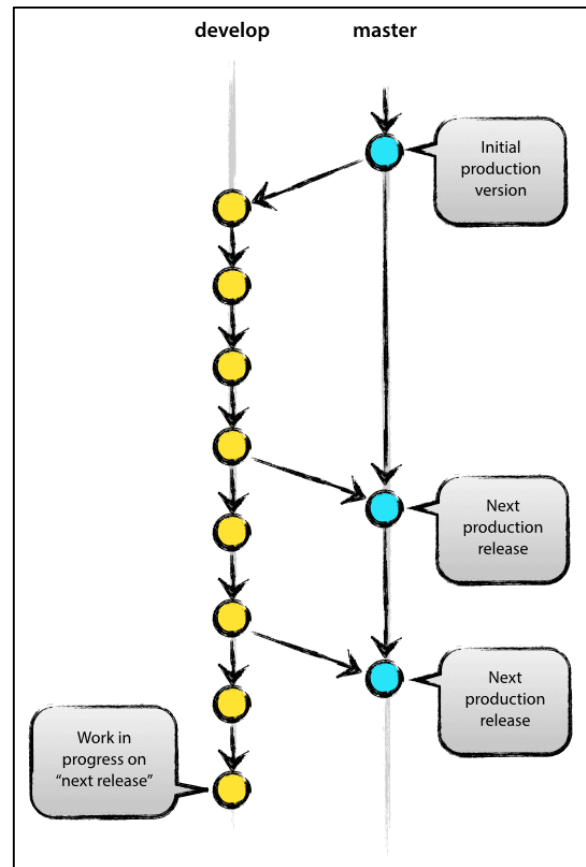 develop
master
Initial
production
version
Next
production
release
Next
production
release
Work in
progress on
“next release”